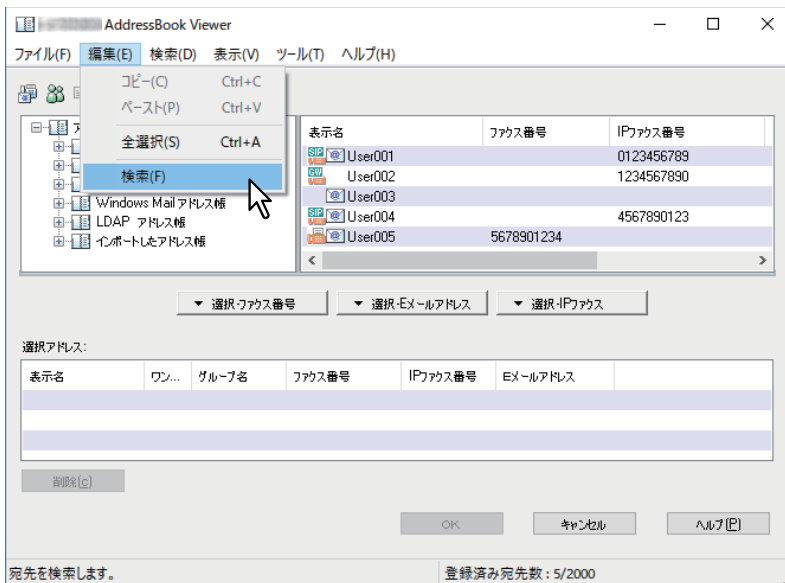 AddressBook Viewer
ファイル(F) 編集(E) 検索(D) 表示(V) ツール(T) ヘルプ(H)
コピー(C) Ctrl+C
ペースト(P) Ctrl+V
全選択(S) Ctrl+A
検索(F)
Windows Mail アドレス帳
LDAP アドレス帳
インポートしたアドレス帳
表示名 ファクス番号 IPファクス番号
SIP User001 0123456789
GW User002 1234567890
User003
SIP User004 4567890123
User005 5678901234
▼ 選択-ファクス番号 ▼ 選択-Eメールアドレス ▼ 選択-IPファクス
選択アドレス:
表示名 ワン... グループ名 ファクス番号 IPファクス番号 Eメールアドレス
削除(c)
OK キャンセル ヘルプ(P)
宛先を検索します。 登録済み宛先数 : 5/2000